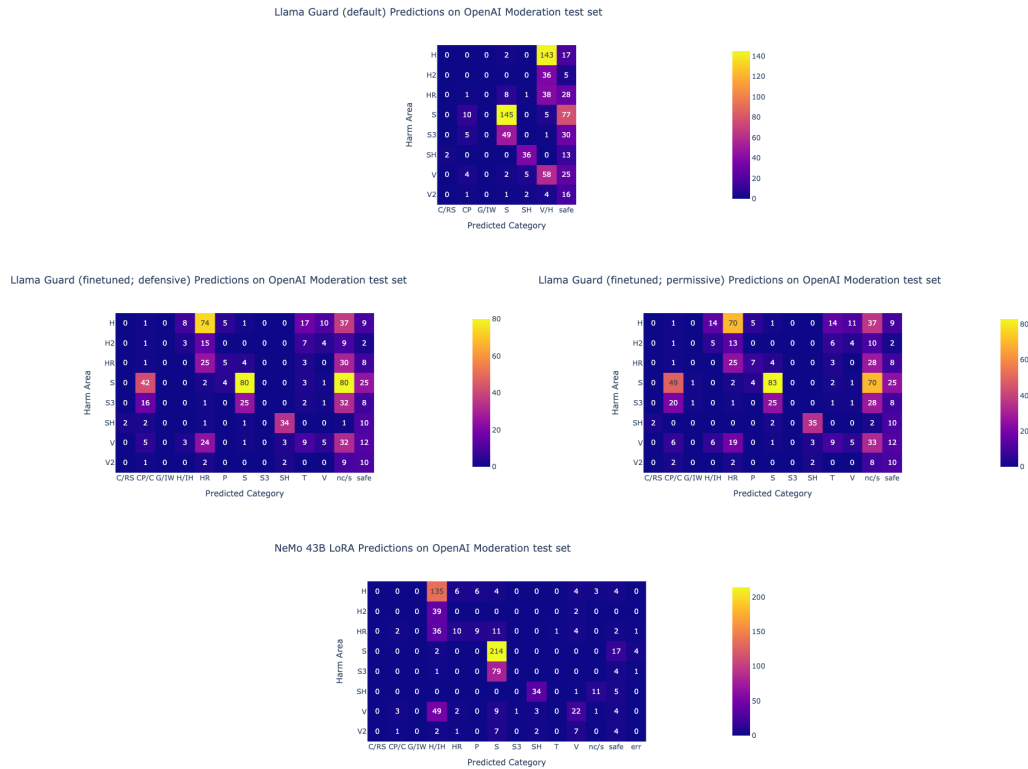 Llama Guard (default) Predictions on OpenAI Moderation test set
H 0 0 0 2 0 143 17
H2 0 0 0 0 0 36 5
HR 0 1 0 8 1 38 28
S 0 10 0 145 0 5 77
S3 0 5 0 49 0 1 30
SH 2 0 0 0 36 0 13
V 0 4 0 2 5 58 25
V2 0 1 0 1 2 4 16
C/RS CP G/IW S SH V/H safe
Predicted Category
Harm Area
140
120
100
80
60
40
20
0
Llama Guard (finetuned; defensive) Predictions on OpenAI Moderation test set
H 0 1 0 8 74 5 1 0 0 17 10 37 9
H2 0 1 0 3 15 0 0 0 0 7 4 9 2
HR 0 1 0 0 25 5 4 0 0 3 0 30 8
S 0 42 0 0 2 4 80 0 0 3 1 80 25
S3 0 16 0 0 1 0 25 0 0 2 1 32 8
SH 2 2 0 0 1 0 1 0 34 0 0 1 10
V 0 5 0 3 24 0 1 0 3 9 5 32 12
V2 0 1 0 0 2 0 0 0 2 0 0 9 10
C/RS CP/C G/IW H/IH HR P S S3 SH T V nc/s safe
Predicted Category
Harm Area
80
60
40
20
0
Llama Guard (finetuned; permissive) Predictions on OpenAI Moderation test set
H 0 1 0 14 70 5 1 0 0 14 11 37 9
H2 0 1 0 5 13 0 0 0 0 6 4 10 2
HR 0 1 0 0 25 7 4 0 0 3 0 28 8
S 0 49 1 0 2 4 83 0 0 2 1 70 25
S3 0 20 1 0 1 0 25 0 0 1 1 28 8
SH 2 0 0 0 0 0 2 0 35 0 0 1 10
V 0 6 0 6 19 0 1 0 3 9 5 33 12
V2 0 2 0 0 2 0 0 0 2 0 0 8 10
C/RS CP/C G/IW H/IH HR P S S3 SH T V nc/s safe
Predicted Category
Harm Area
80
60
40
20
0
NeMo 43B LoRA Predictions on OpenAI Moderation test set
H 0 0 0 135 6 6 4 0 0 0 4 3 4 0
H2 0 0 0 39 0 0 0 0 0 0 2 0 0 0
HR 0 2 0 36 10 9 11 0 0 1 4 0 2 1
S 0 0 0 2 0 0 214 0 0 0 0 0 17 4
S3 0 0 0 1 0 0 79 0 0 0 0 0 4 1
SH 0 0 0 0 0 0 0 0 34 0 1 11 5 0
V 0 3 0 49 2 0 9 1 3 0 22 1 4 0
V2 0 1 0 2 1 0 7 0 2 0 7 0 4 0
C/RS CP/C G/IW H/IH HR P S S3 SH T V nc/s safe err
Predicted Category
Harm Area
200
150
100
50
0